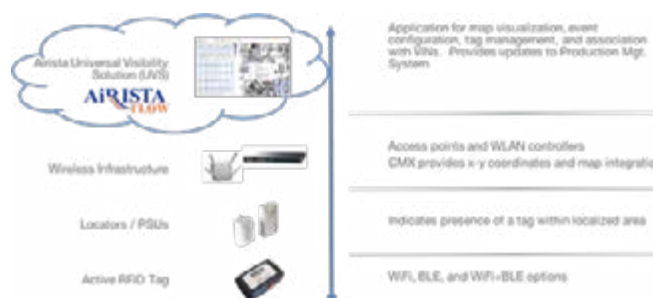 Airista Universal Visibility
Solution (UVS)
AiRISTA
FLOW
Application for map visualization, event
configuration, tag management, and association
with VINs. Provides updates to Production Mgt.
System
Wireless Infrastructure
Access points and WLAN controllers
CMX provides x-y coordinates and map integratio
Locators / PSUs
Indicates presence of a tag within localized area
Active RFID Tag
WiFi, BLE, and WiFi+BLE options